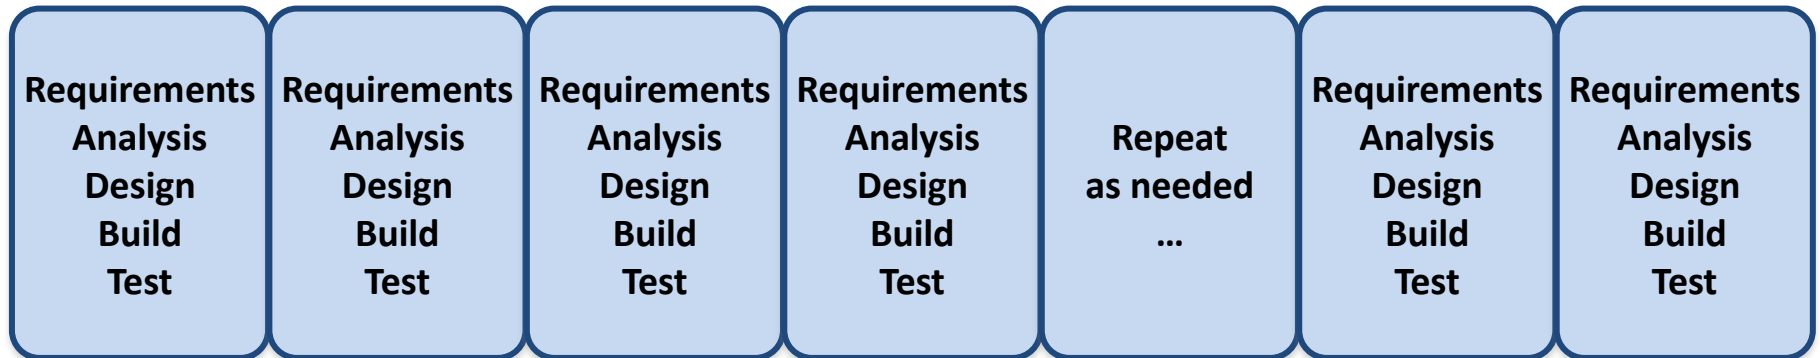 Requirements
Analysis
Design
Build
Test
Requirements
Analysis
Design
Build
Test
Requirements
Analysis
Design
Build
Test
Requirements
Analysis
Design
Build
Test
Repeat
as needed
...
Requirements
Analysis
Design
Build
Test
Requirements
Analysis
Design
Build
Test